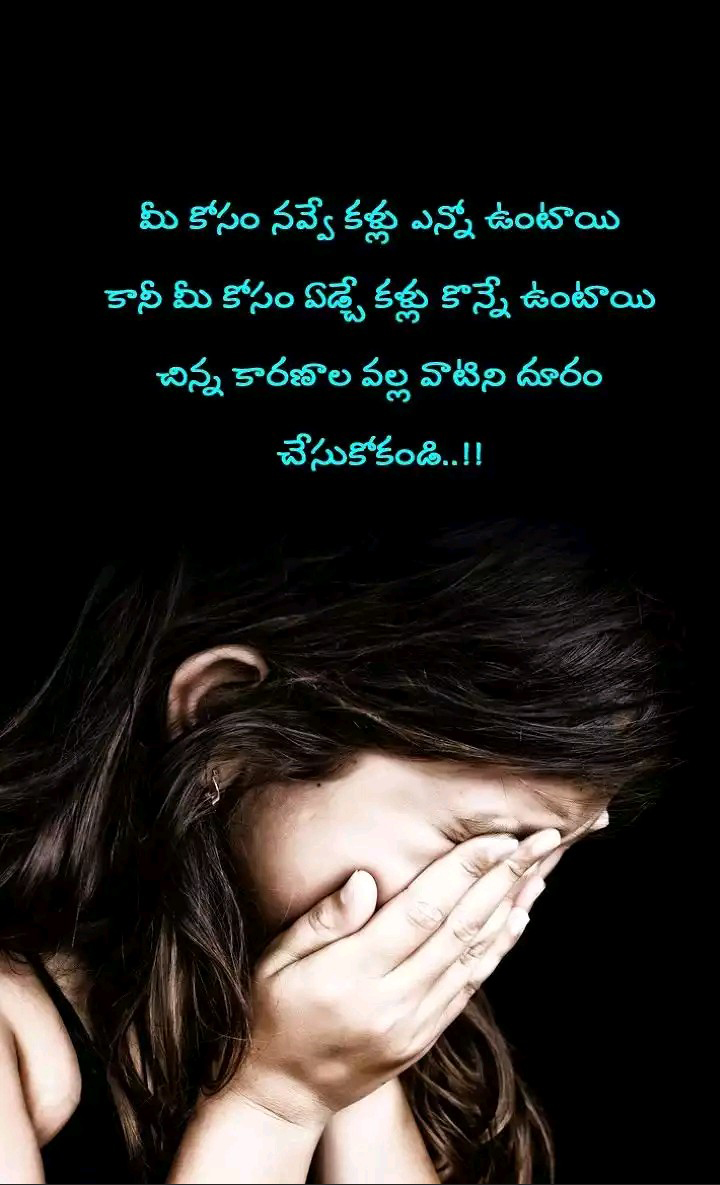 మీ కోసం నవ్వే కళ్లు ఎన్నో ఉంటాయి
కానీ మీ కోసం ఏడ్చే కళ్లు కొన్నే ఉంటాయి
చిన్న కారణాల వల్ల వాటిని దూరం
చేసుకోకండి..!!